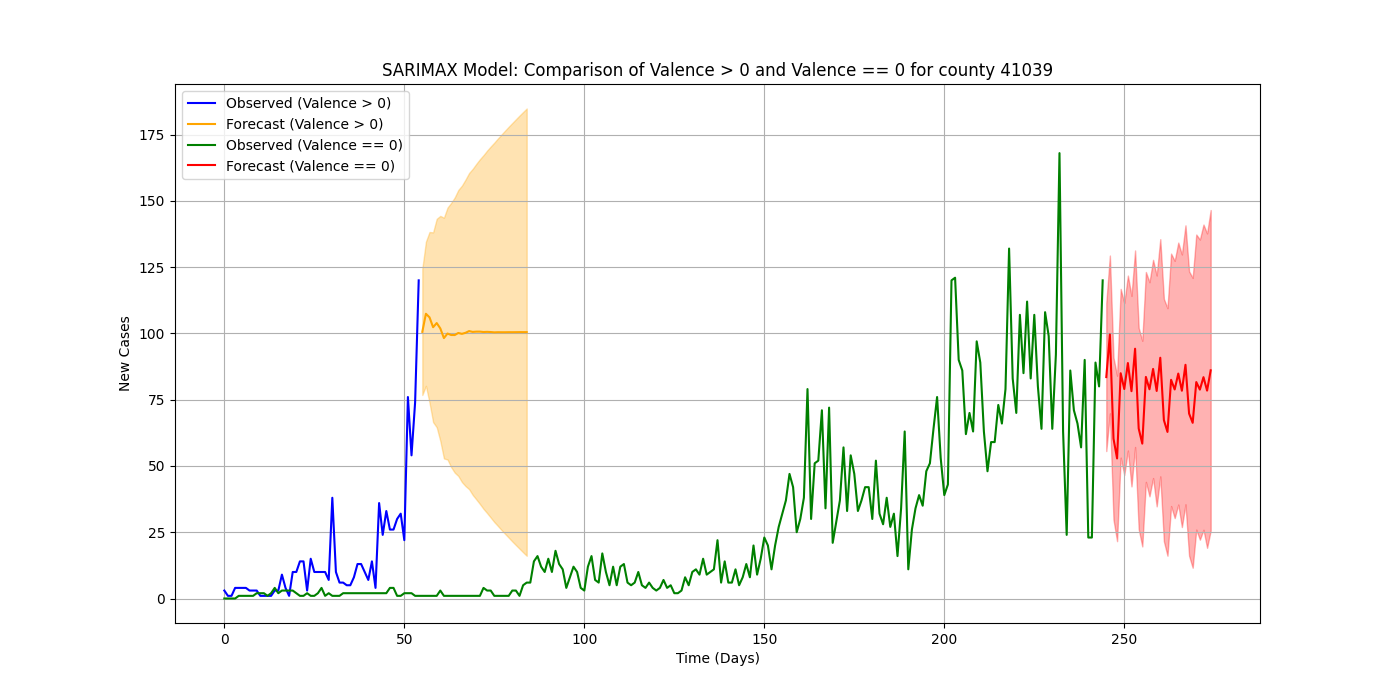 SARIMAX Model: Comparison of Valence > 0 and Valence == 0 for county 41039
Observed (Valence > 0)
Forecast (Valence > 0)
Observed (Valence == 0)
Forecast (Valence == 0)
175
150
125
100
75
50
25
0
New Cases
0 50 100 150 200 250
Time (Days)